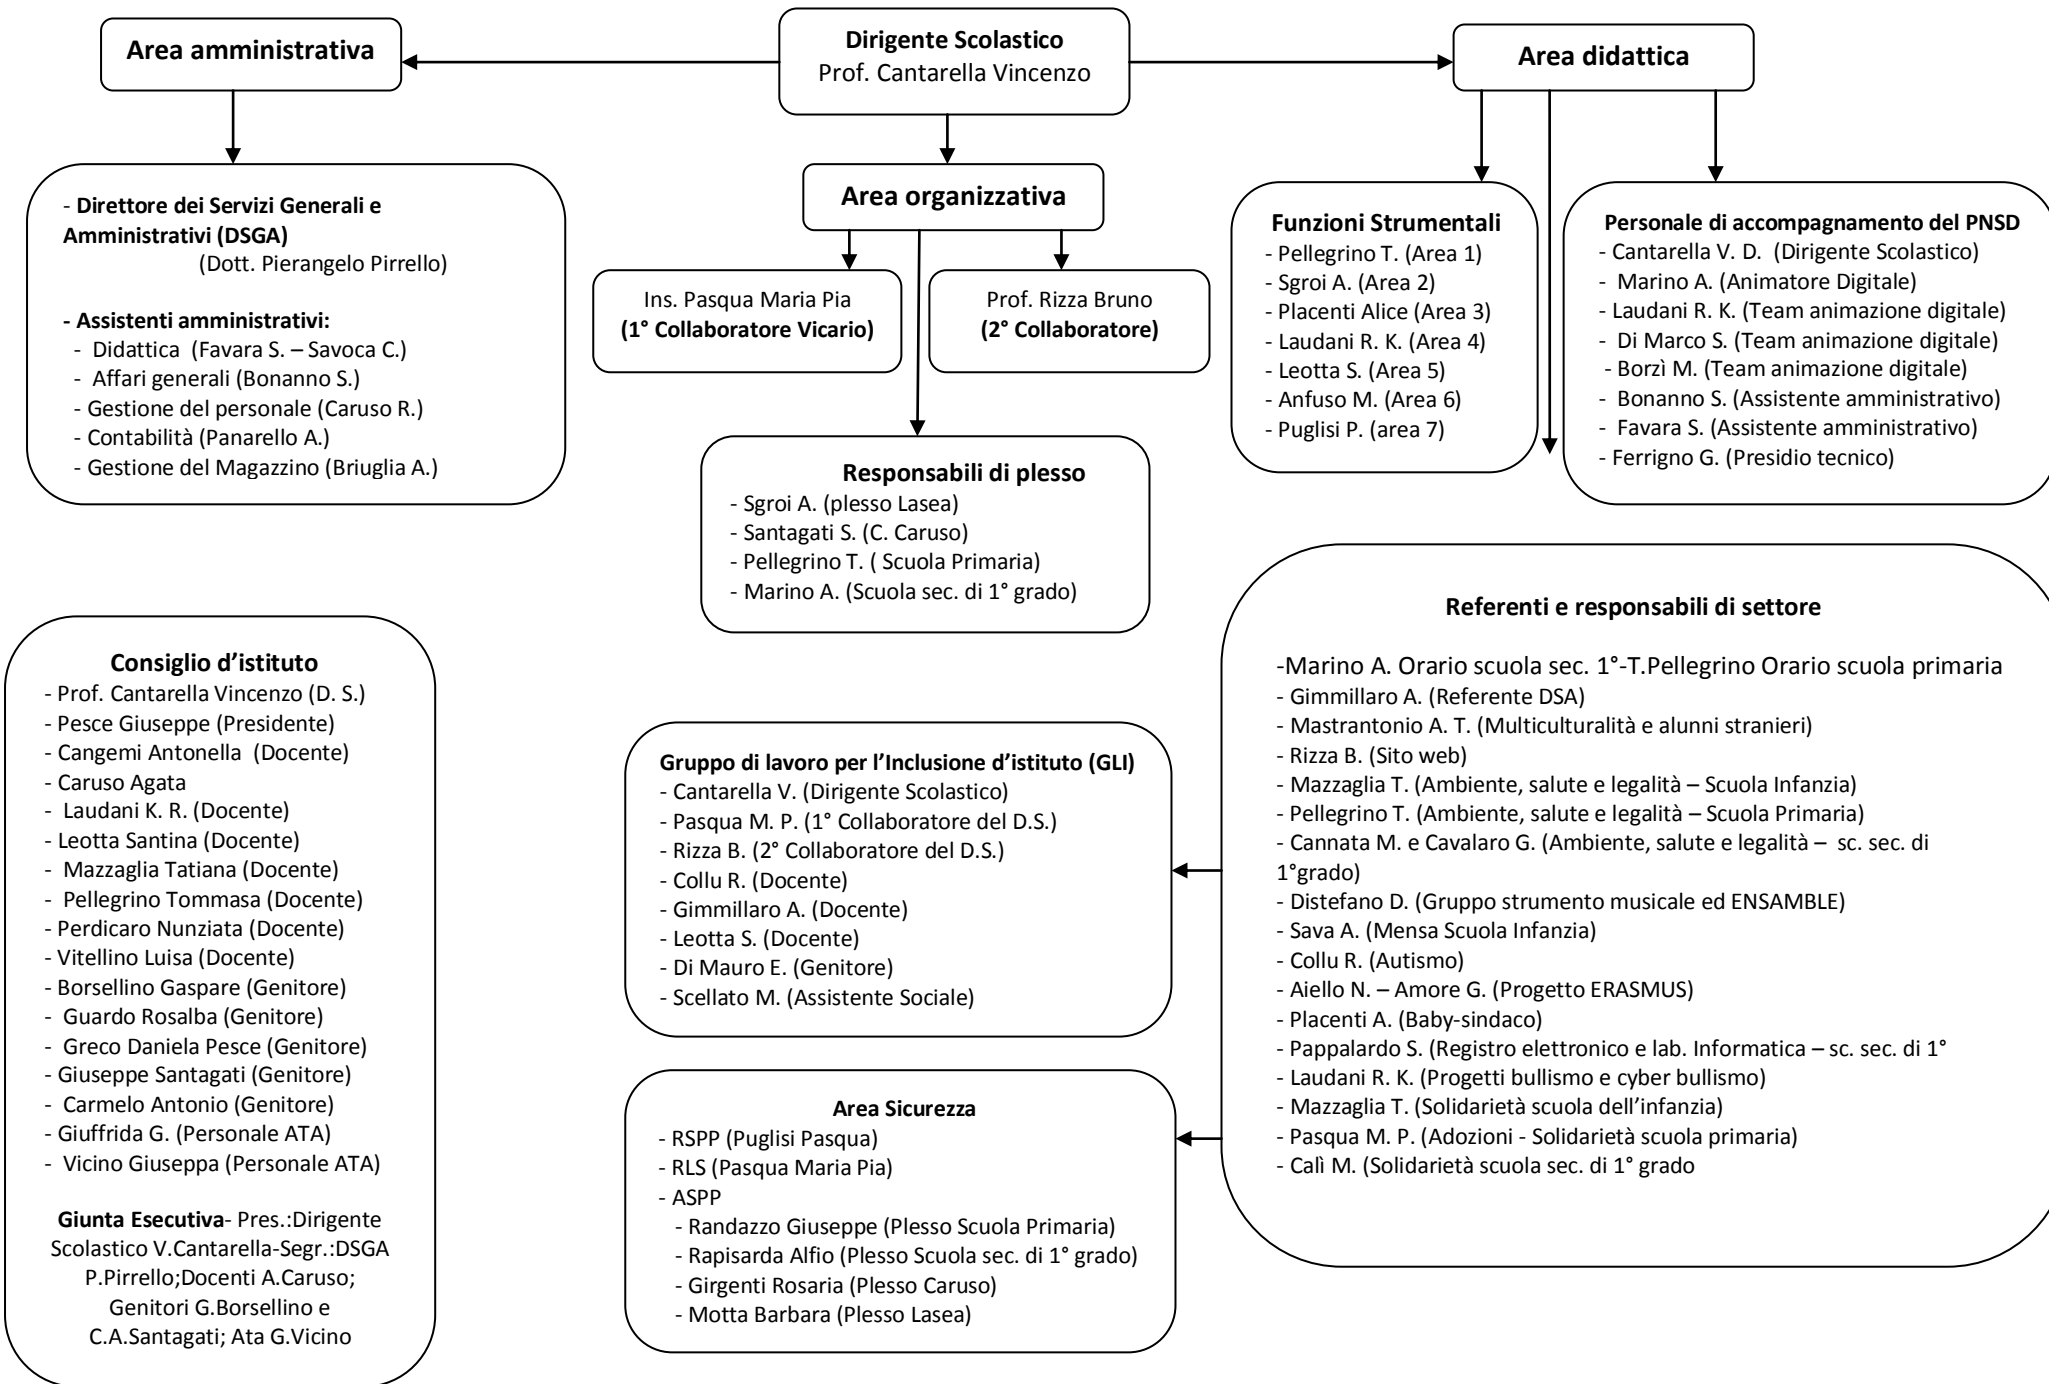 Area amministrativa
Dirigente Scolastico
Prof. Cantarella Vincenzo
Area didattica
- Direttore dei Servizi Generali e
Amministrativi (DSGA)
(Dott. Pierangelo Pirrello)
- Assistenti amministrativi:
- Didattica (Favara S. – Savoca C.)
- Affari generali (Bonanno S.)
- Gestione del personale (Caruso R.)
- Contabilità (Panarello A.)
- Gestione del Magazzino (Briuglia A.)
Area organizzativa
Ins. Pasqua Maria Pia
(1° Collaboratore Vicario)
Prof. Rizza Bruno
(2° Collaboratore)
Responsabili di plesso
- Sgroi A. (plesso Lasea)
- Santagati S. (C. Caruso)
- Pellegrino T. ( Scuola Primaria)
- Marino A. (Scuola sec. di 1° grado)
Funzioni Strumentali
- Pellegrino T. (Area 1)
- Sgroi A. (Area 2)
- Placenti Alice (Area 3)
- Laudani R. K. (Area 4)
- Leotta S. (Area 5)
- Anfuso M. (Area 6)
- Puglisi P. (area 7)
Personale di accompagnamento del PNSD
- Cantarella V. D. (Dirigente Scolastico)
- Marino A. (Animatore Digitale)
- Laudani R. K. (Team animazione digitale)
- Di Marco S. (Team animazione digitale)
- Borzì M. (Team animazione digitale)
- Bonanno S. (Assistente amministrativo)
- Favara S. (Assistente amministrativo)
- Ferrigno G. (Presidio tecnico)
Consiglio d’istituto
- Prof. Cantarella Vincenzo (D. S.)
- Pesce Giuseppe (Presidente)
- Cangemi Antonella (Docente)
- Caruso Agata
- Laudani K. R. (Docente)
- Leotta Santina (Docente)
- Mazzaglia Tatiana (Docente)
- Pellegrino Tommasa (Docente)
- Perdicaro Nunziata (Docente)
- Vitellino Luisa (Docente)
- Borsellino Gaspare (Genitore)
- Guardo Rosalba (Genitore)
- Greco Daniela Pesce (Genitore)
- Giuseppe Santagati (Genitore)
- Carmelo Antonio (Genitore)
- Giuffrida G. (Personale ATA)
- Vicino Giuseppa (Personale ATA)
Giunta Esecutiva- Pres.:Dirigente
Scolastico V.Cantarella-Segr.:DSGA
P.Pirrello;Docenti A.Caruso;
Genitori G.Borsellino e
C.A.Santagati; Ata G.Vicino
Gruppo di lavoro per l’Inclusione d’istituto (GLI)
- Cantarella V. (Dirigente Scolastico)
- Pasqua M. P. (1° Collaboratore del D.S.)
- Rizza B. (2° Collaboratore del D.S.)
- Collu R. (Docente)
- Gimmillaro A. (Docente)
- Leotta S. (Docente)
- Di Mauro E. (Genitore)
- Scellato M. (Assistente Sociale)
Area Sicurezza
- RSPP (Puglisi Pasqua)
- RLS (Pasqua Maria Pia)
- ASPP
- Randazzo Giuseppe (Plesso Scuola Primaria)
- Rapisarda Alfio (Plesso Scuola sec. di 1° grado)
- Girgenti Rosaria (Plesso Caruso)
- Motta Barbara (Plesso Lasea)
Referenti e responsabili di settore
-Marino A. Orario scuola sec. 1°-T.Pellegrino Orario scuola primaria
- Gimmillaro A. (Referente DSA)
- Mastrantonio A. T. (Multiculturalità e alunni stranieri)
- Rizza B. (Sito web)
- Mazzaglia T. (Ambiente, salute e legalità – Scuola Infanzia)
- Pellegrino T. (Ambiente, salute e legalità – Scuola Primaria)
- Cannata M. e Cavalaro G. (Ambiente, salute e legalità – sc. sec. di
1°grado)
- Distefano D. (Gruppo strumento musicale ed ENSAMBLE)
- Sava A. (Mensa Scuola Infanzia)
- Collu R. (Autismo)
- Aiello N. – Amore G. (Progetto ERASMUS)
- Placenti A. (Baby-sindaco)
- Pappalardo S. (Registro elettronico e lab. Informatica – sc. sec. di 1°
- Laudani R. K. (Progetti bullismo e cyber bullismo)
- Mazzaglia T. (Solidarietà scuola dell’infanzia)
- Pasqua M. P. (Adozioni - Solidarietà scuola primaria)
- Calì M. (Solidarietà scuola sec. di 1° grado